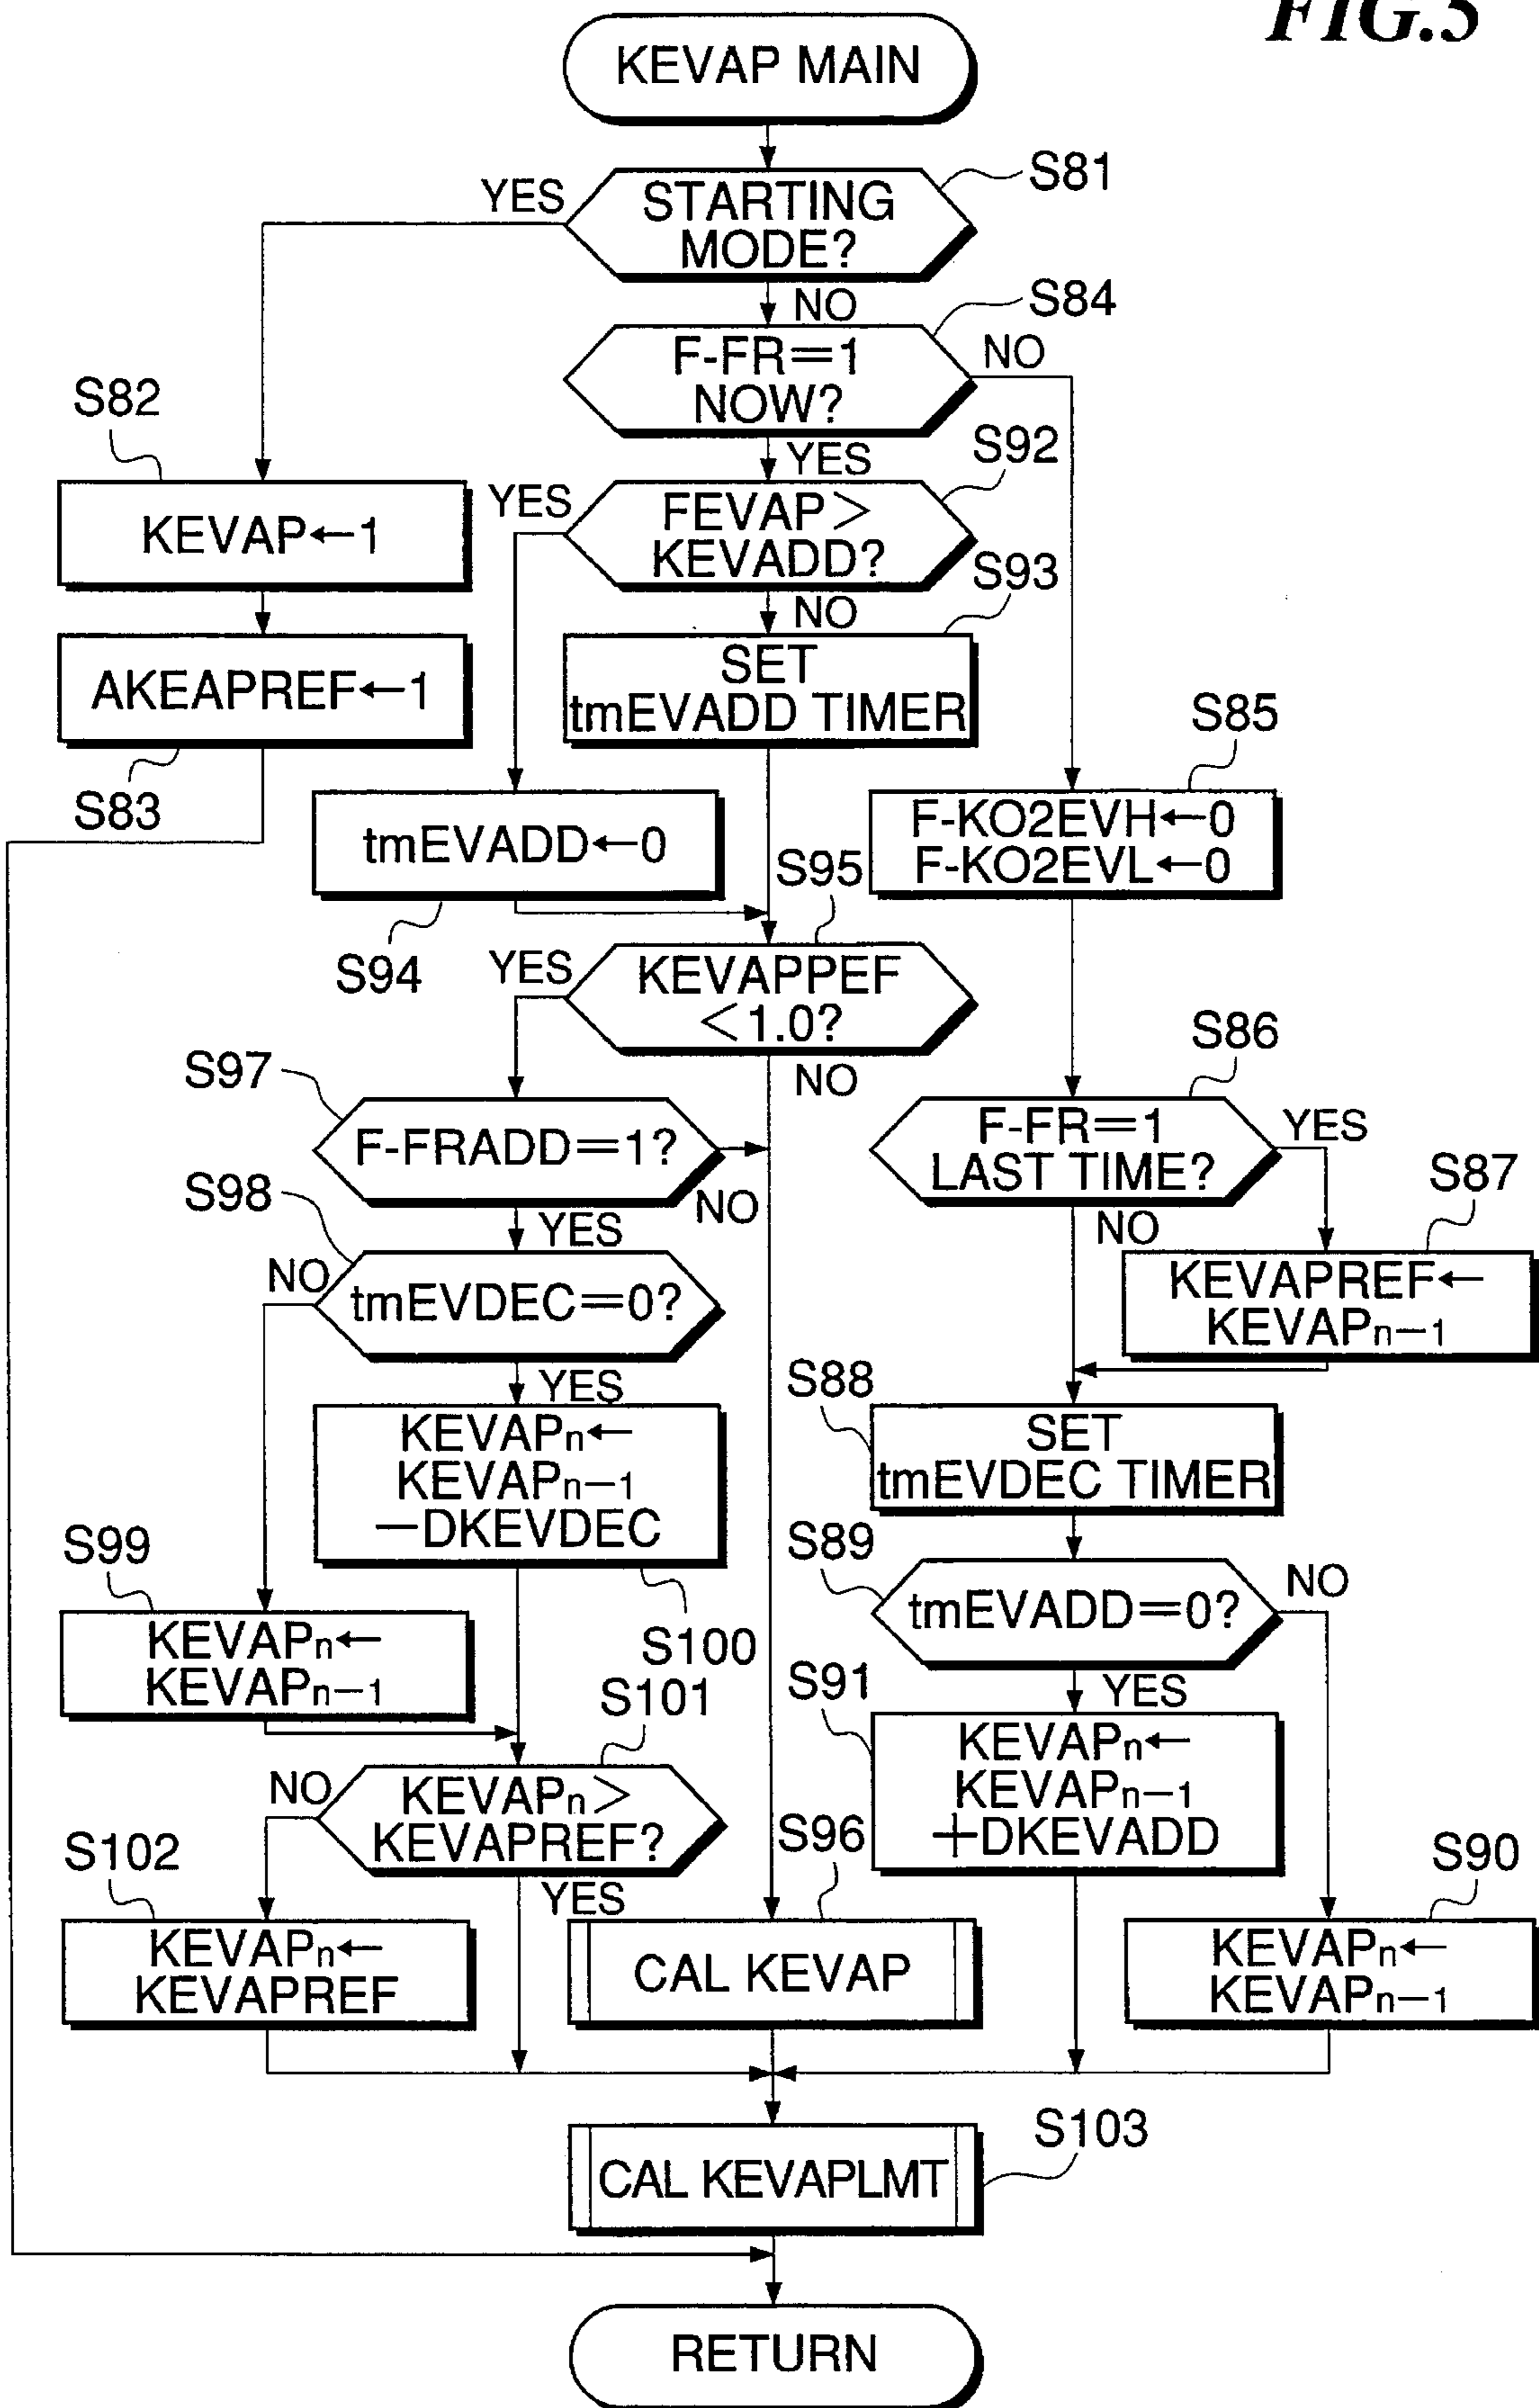 FIG.5
KEVAP MAIN
S81
YES
STARTING
MODE?
NO
S84
F-FR=1
NOW?
NO
S82
YES
S92
KEVAP←1
YES
FEVAP>
KEVADD?
S93
NO
AKEAPREF←1
SET
tmEVADD TIMER
S83
S85
tmEVADD←0
F-KO2EVH←0
F-KO2EVL←0
S95
S94
YES
KEVAPPEF
<1.0?
NO
S86
S97
F-FRADD=1?
NO
F-FR=1
LAST TIME?
YES
S87
S98
YES
NO
KEVAPREF←
KEVAPn-1
NO
tmEVDEC=0?
YES
S88
KEVAPn←
KEVAPn-1
-DKEVDEC
SET
tmEVDEC TIMER
S99
S89
tmEVADD=0?
NO
KEVAPn←
KEVAPn-1
S100
S101
S91
YES
KEVAPn←
KEVAPn-1
+DKEVADD
NO
KEVAPn>
KEVAPREF?
S96
S102
YES
S90
KEVAPn←
KEVAPREF
CAL KEVAP
KEVAPn←
KEVAPn-1
S103
CAL KEVAPLMT
RETURN